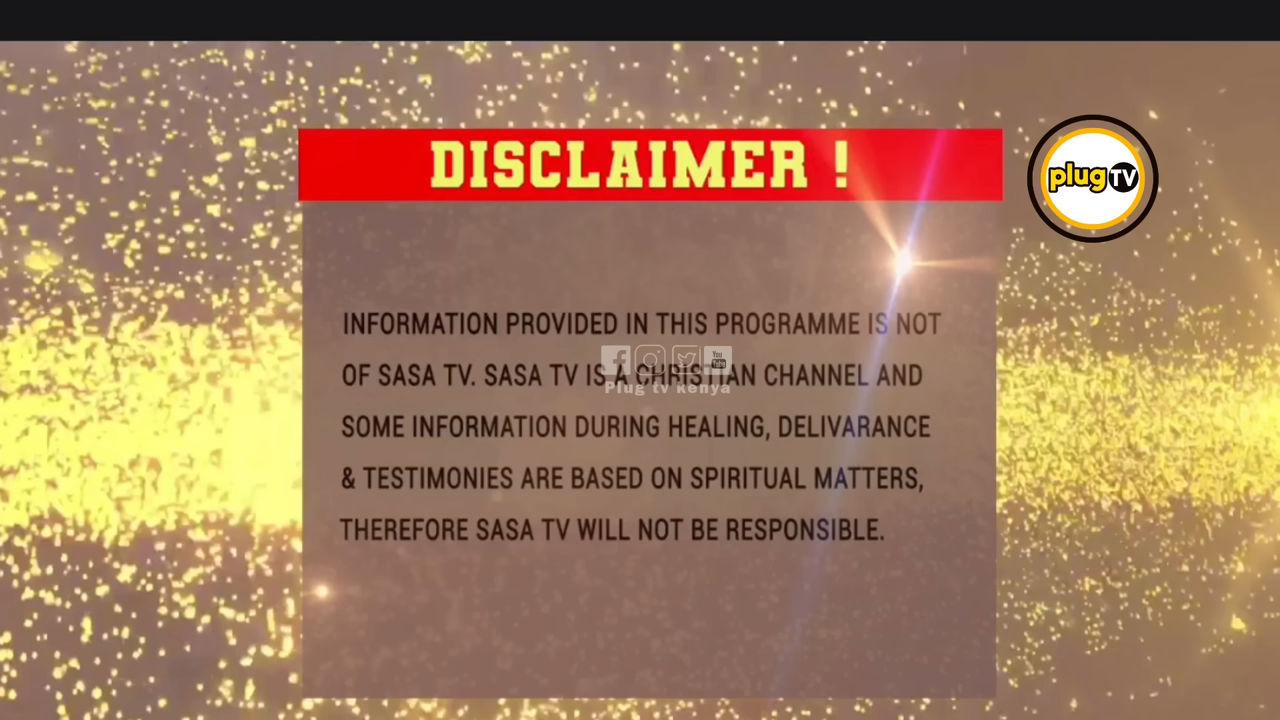 DISCLAIMER !
plug TV
INFORMATION PROVIDED IN THIS PROGRAMME IS NOT
OF SASA TV. SASA TV IS A CHRISTIAN CHANNEL AND
You Tube
Plug tv kenya
SOME INFORMATION DURING HEALING, DELIVARANCE
& TESTIMONIES ARE BASED ON SPIRITUAL MATTERS,
THEREFORE SASA TV WILL NOT BE RESPONSIBLE.